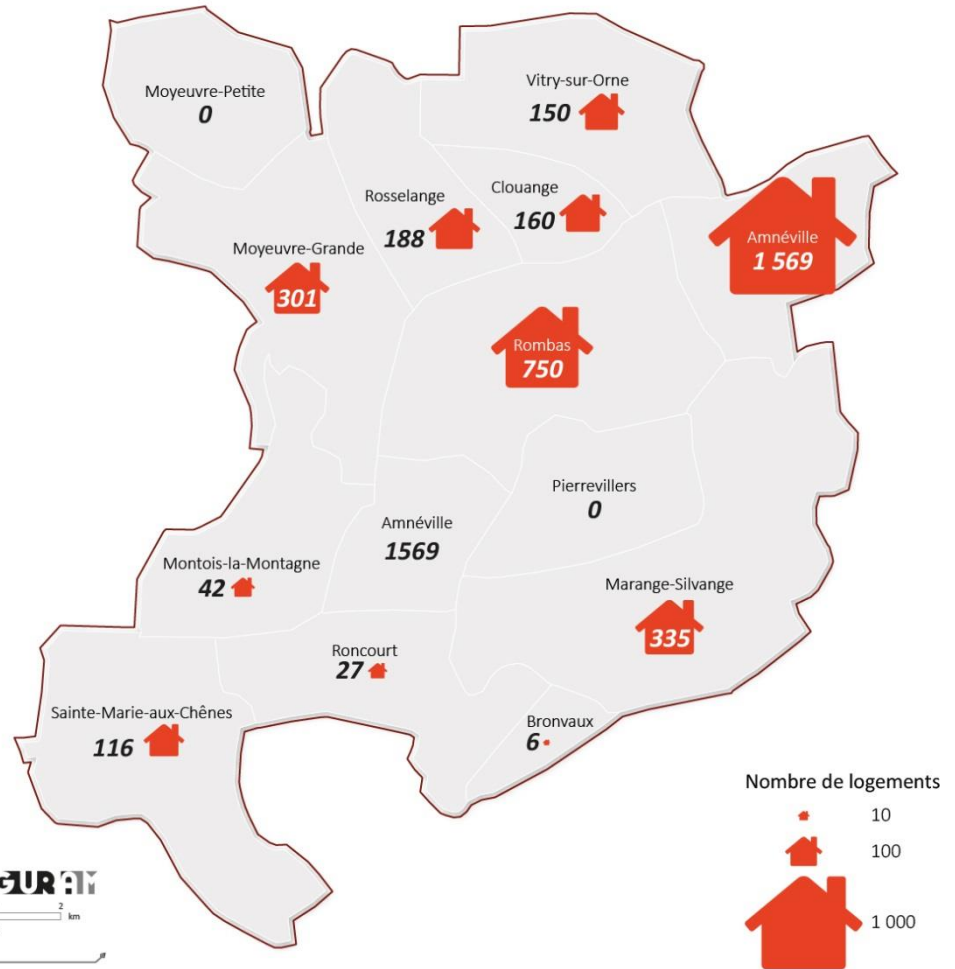 Moyeuvre-Petite
0
Vitry-sur-Orne
150
Rosselange
188
Clouange
160
Amnéville
1 569
Moyeuvre-Grande
301
Rombas
750
Pierrevillers
0
Amnéville
1569
Montois-la-Montagne
42
Marange-Silvange
335
Roncourt
27
Sainte-Marie-aux-Chênes
116
Bronvaux
6
Nombre de logements
10
100
1 000
GURAM
2
km